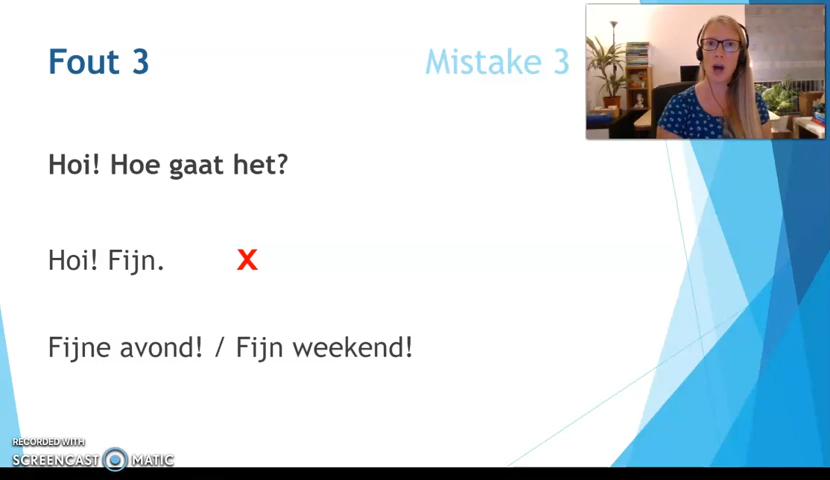 Fout 3
Mistake 3
Hoi! Hoe gaat het?
Hoi! Fijn. X
Fijne avond! / Fijn weekend!
RECORDED WITH
SCREENCAST MATIC